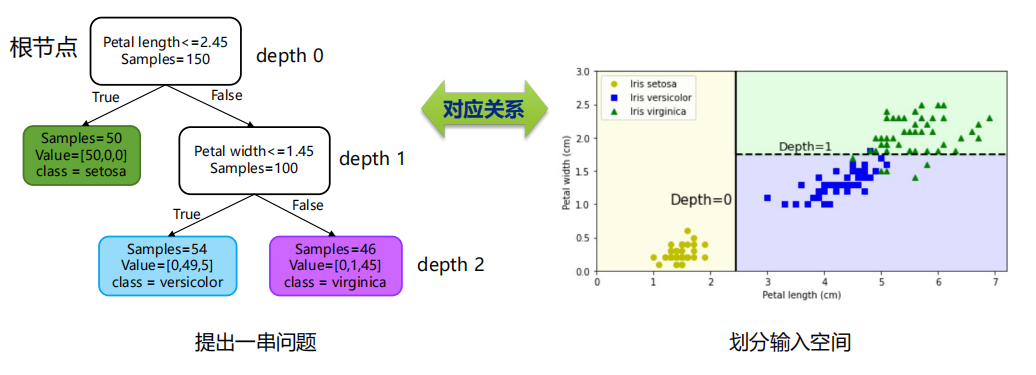 根节点
Petal length<=2.45
Samples=150
depth 0
True
False
Samples=50
Value=[50,0,0]
class = setosa
Petal width<=1.45
Samples=100
depth 1
True
False
Samples=54
Value=[0,49,5]
class = versicolor
Samples=46
Value=[0,1,45]
class = virginica
depth 2
提出一串问题
对应关系
Iris setosa
Iris versicolor
Iris virginica
Depth=1
Depth=0
Petal width (cm)
3.0
2.5
2.0
1.5
1.0
0.5
0.0
0
1
2
3
4
5
6
7
Petal length (cm)
划分输入空间